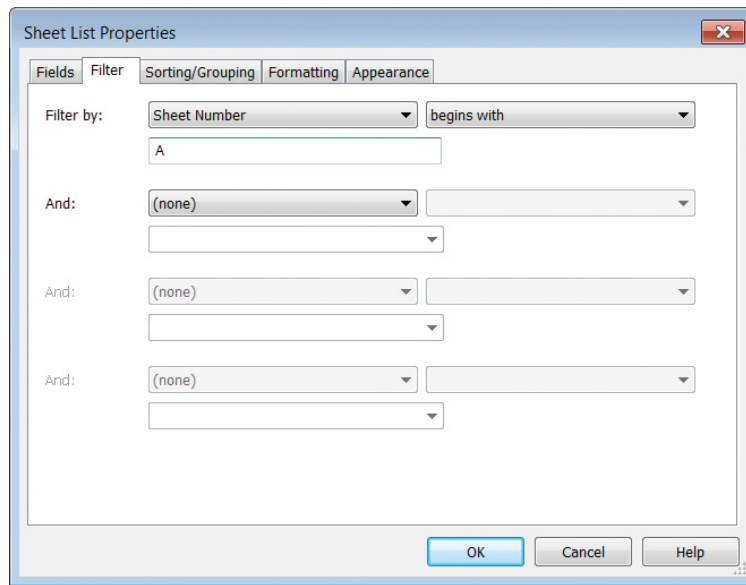 Sheet List Properties
Fields Filter Sorting/Grouping Formatting Appearance
Filter by: Sheet Number begins with
A
And: (none)
And: (none)
And: (none)
OK Cancel Help